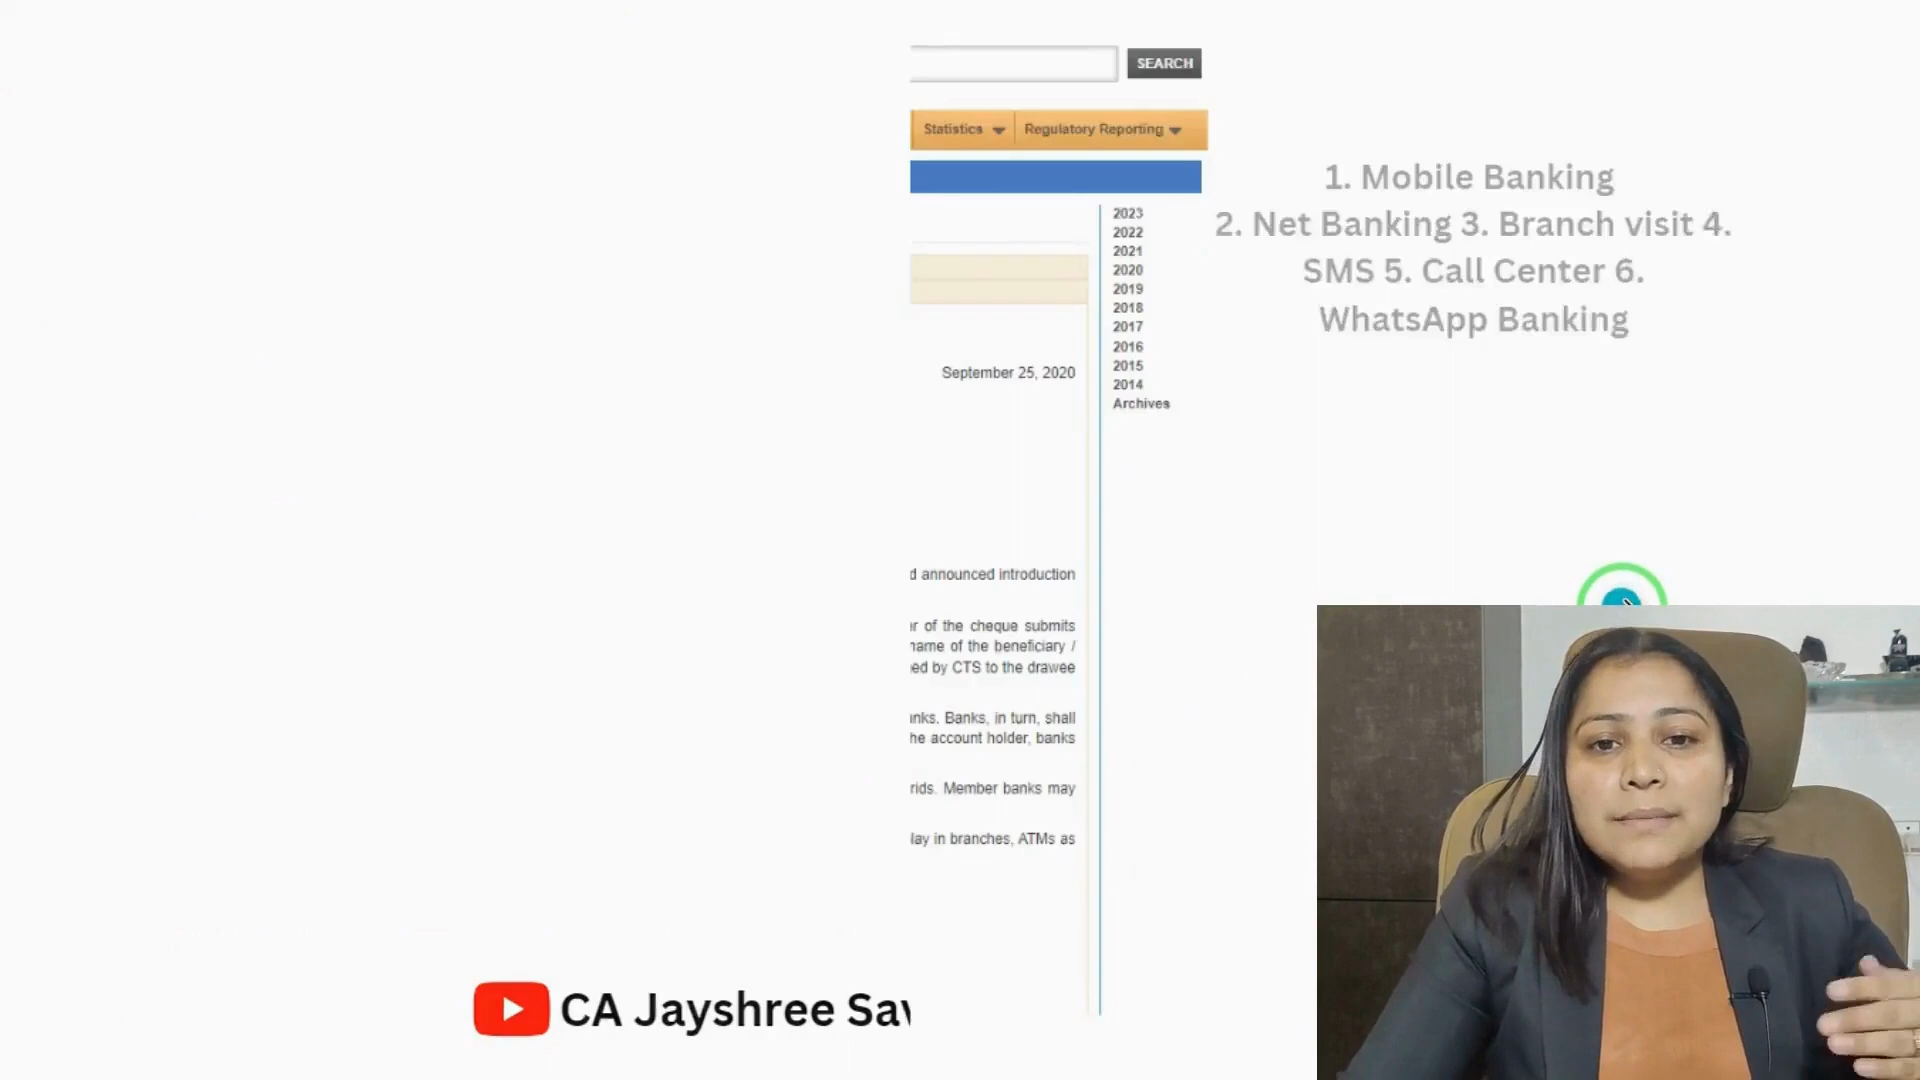 SEARCH
Statistics
Regulatory Reporting
1. Mobile Banking
2. Net Banking 3. Branch visit 4.
SMS 5. Call Center 6.
WhatsApp Banking
2023
2022
2021
2020
2019
2018
2017
2016
2015
2014
Archives
September 25, 2020
d announced introduction
of the cheque submits
name of the beneficiary /
ed by CTS to the drawee
Banks, in turn, shall
he account holder, banks
rids. Member banks may
lay in branches, ATMs as
CA Jayshree